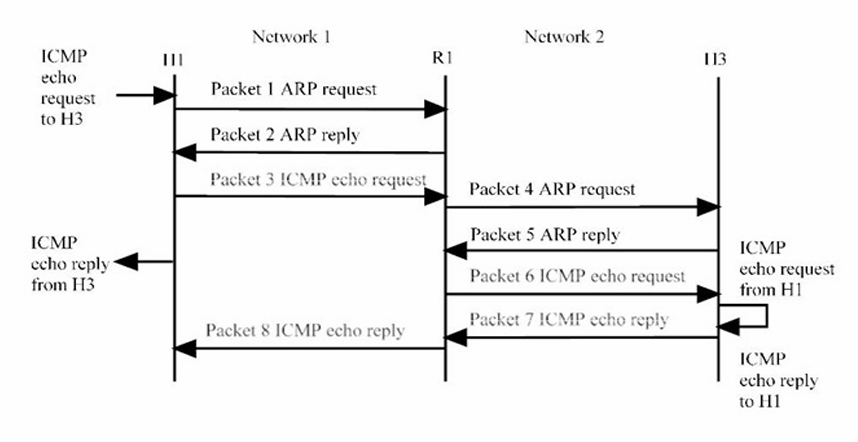 Network 1
Network 2
ICMP
echo
request
to H3
H1
R1
H3
Packet 1 ARP request
Packet 2 ARP reply
Packet 3 ICMP echo request
Packet 4 ARP request
Packet 5 ARP reply
ICMP
echo reply
from H3
ICMP
echo request
from H1
Packet 6 ICMP echo request
Packet 7 ICMP echo reply
Packet 8 ICMP echo reply
ICMP
echo reply
to H1